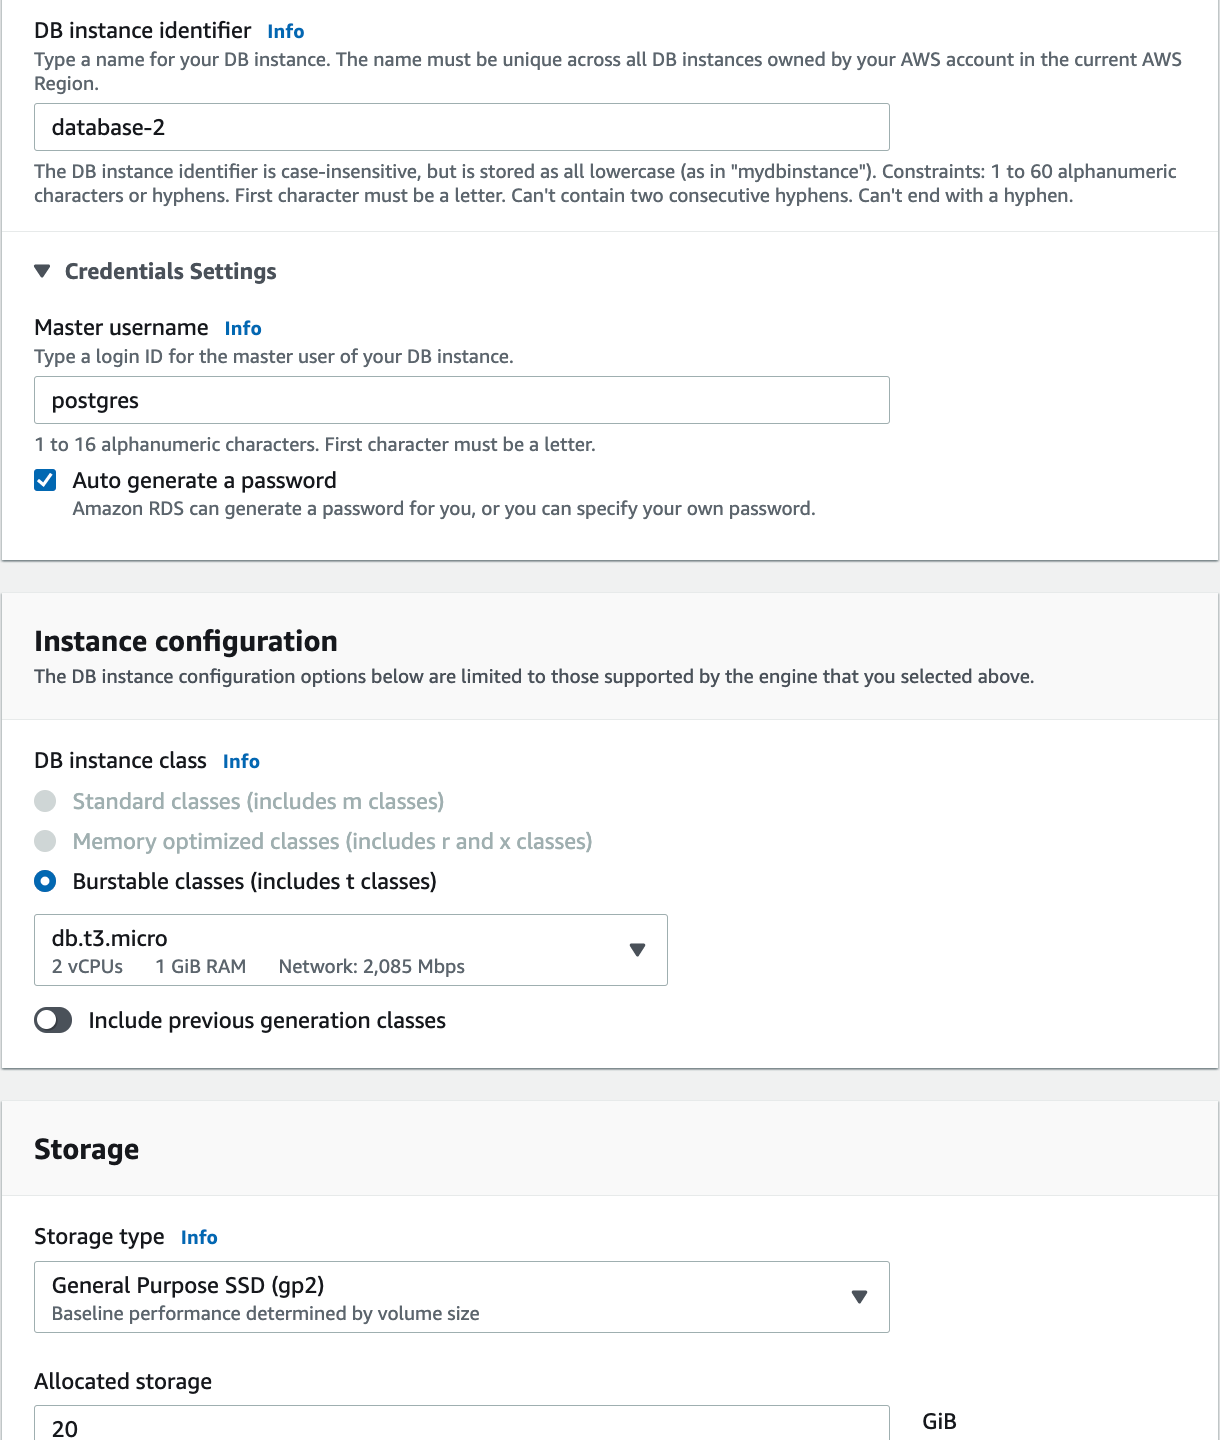 DB instance identifier Info
Type a name for your DB instance. The name must be unique across all DB instances owned by your AWS account in the current AWS
Region.
database-2
The DB instance identifier is case-insensitive, but is stored as all lowercase (as in "mydbinstance"). Constraints: 1 to 60 alphanumeric
characters or hyphens. First character must be a letter. Can't contain two consecutive hyphens. Can't end with a hyphen.
Credentials Settings
Master username Info
Type a login ID for the master user of your DB instance.
postgres
1 to 16 alphanumeric characters. First character must be a letter.
Auto generate a password
Amazon RDS can generate a password for you, or you can specify your own password.
Instance configuration
The DB instance configuration options below are limited to those supported by the engine that you selected above.
DB instance class Info
Standard classes (includes m classes)
Memory optimized classes (includes r and x classes)
Burstable classes (includes t classes)
db.t3.micro
2 vCPUs 1 GiB RAM Network: 2,085 Mbps
Include previous generation classes
Storage
Storage type Info
General Purpose SSD (gp2)
Baseline performance determined by volume size
Allocated storage
20 GiB